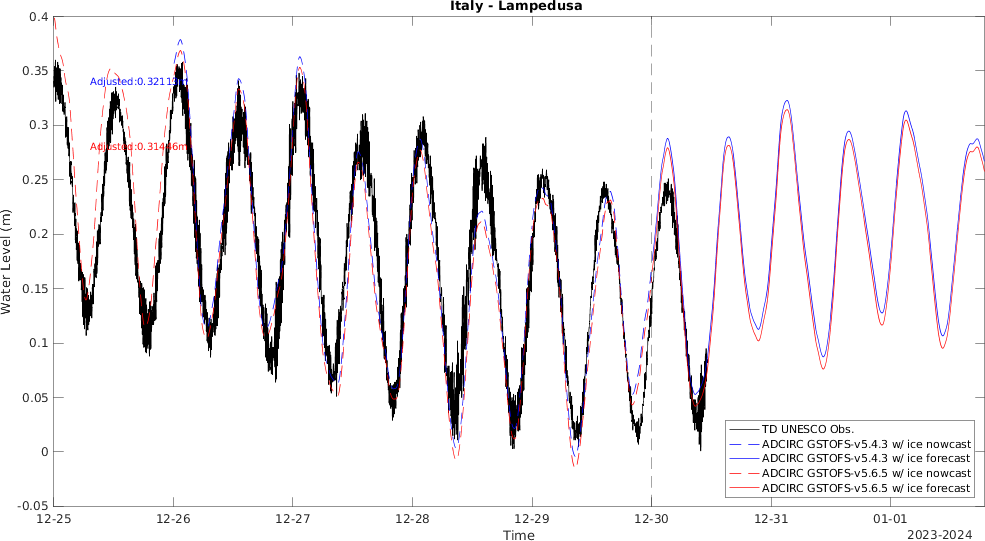 Italy - Lampedusa
0.4
0.35
0.3
0.25
0.2
0.15
0.1
0.05
0
-0.05
Water Level (m)
12-25
12-26
12-27
12-28
12-29
12-30
12-31
01-01
Time
2023-2024
TD UNESCO Obs.
ADCIRC GSTOFS-v5.4.3 w/ ice nowcast
ADCIRC GSTOFS-v5.4.3 w/ ice forecast
ADCIRC GSTOFS-v5.6.5 w/ ice nowcast
ADCIRC GSTOFS-v5.6.5 w/ ice forecast